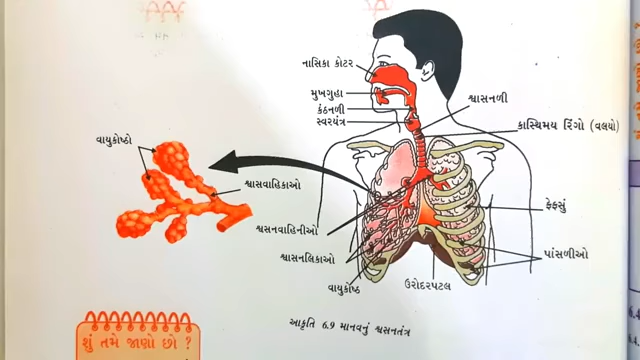 નાસિકા કોટર
મુખગુહા
કંઠનળી
સ્વરયંત્ર
શ્વાસનળી
કાસ્થિમય રિંગો (વલયો)
વાયુકોષ્ઠો
શ્વાસવાહિકાઓ
શ્વસનવાહિનીઓ
શ્વાસનલિકાઓ
વાયુકોષ્ઠ
ઉરોદરપટલ
ફેફસું
પાંસળીઓ
આકૃતિ 6.9 માનવનું શ્વસનતંત્ર
શું તમે જાણો છો ?